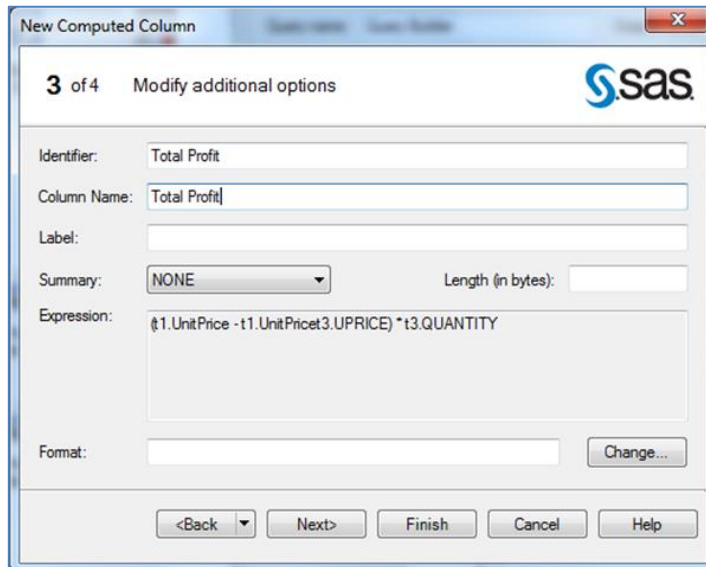 New Computed Column
3 of 4 Modify additional options
sas
Identifier: Total Profit
Column Name: Total Profit
Label:
Summary: NONE Length (in bytes):
Expression: (t1.UnitPrice - t1.UnitPricet3.UPRICE) * t3.QUANTITY
Format: Change...
<Back Next> Finish Cancel Help